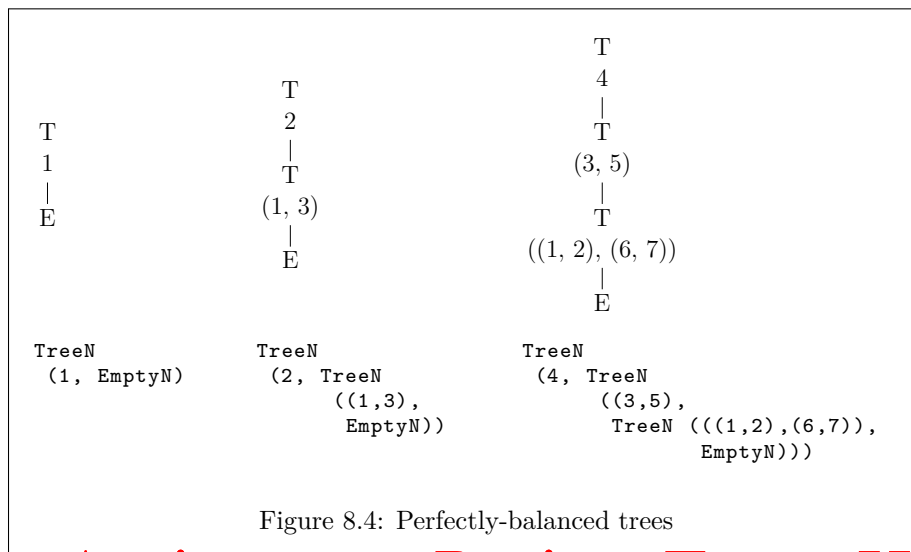 T
1
E
T
2
T
(1, 3)
E
T
4
T
(3, 5)
T
((1, 2), (6, 7))
E
TreeN
(1, EmptyN)
TreeN
(2, TreeN
((1,3),
EmptyN))
TreeN
(4, TreeN
((3,5),
TreeN (((1,2),(6,7)),
EmptyN)))
Figure 8.4: Perfectly-balanced trees